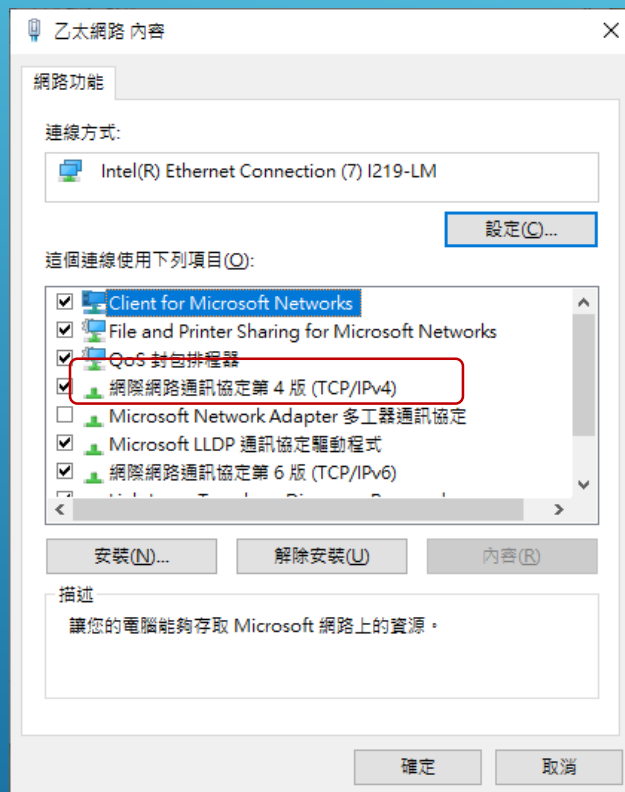 乙太網路 內容
網路功能
連線方式:
Intel(R) Ethernet Connection (7) I219-LM
設定(C)...
這個連線使用下列項目(O):
Client for Microsoft Networks
File and Printer Sharing for Microsoft Networks
QoS 封包排程器
網際網路通訊協定第 4 版 (TCP/IPv4)
Microsoft Network Adapter 多工器通訊協定
Microsoft LLDP 通訊協定驅動程式
網際網路通訊協定第 6 版 (TCP/IPv6)
安裝(N)...
解除安裝(U)
內容(R)
描述
讓您的電腦能夠存取 Microsoft 網路上的資源。
確定
取消